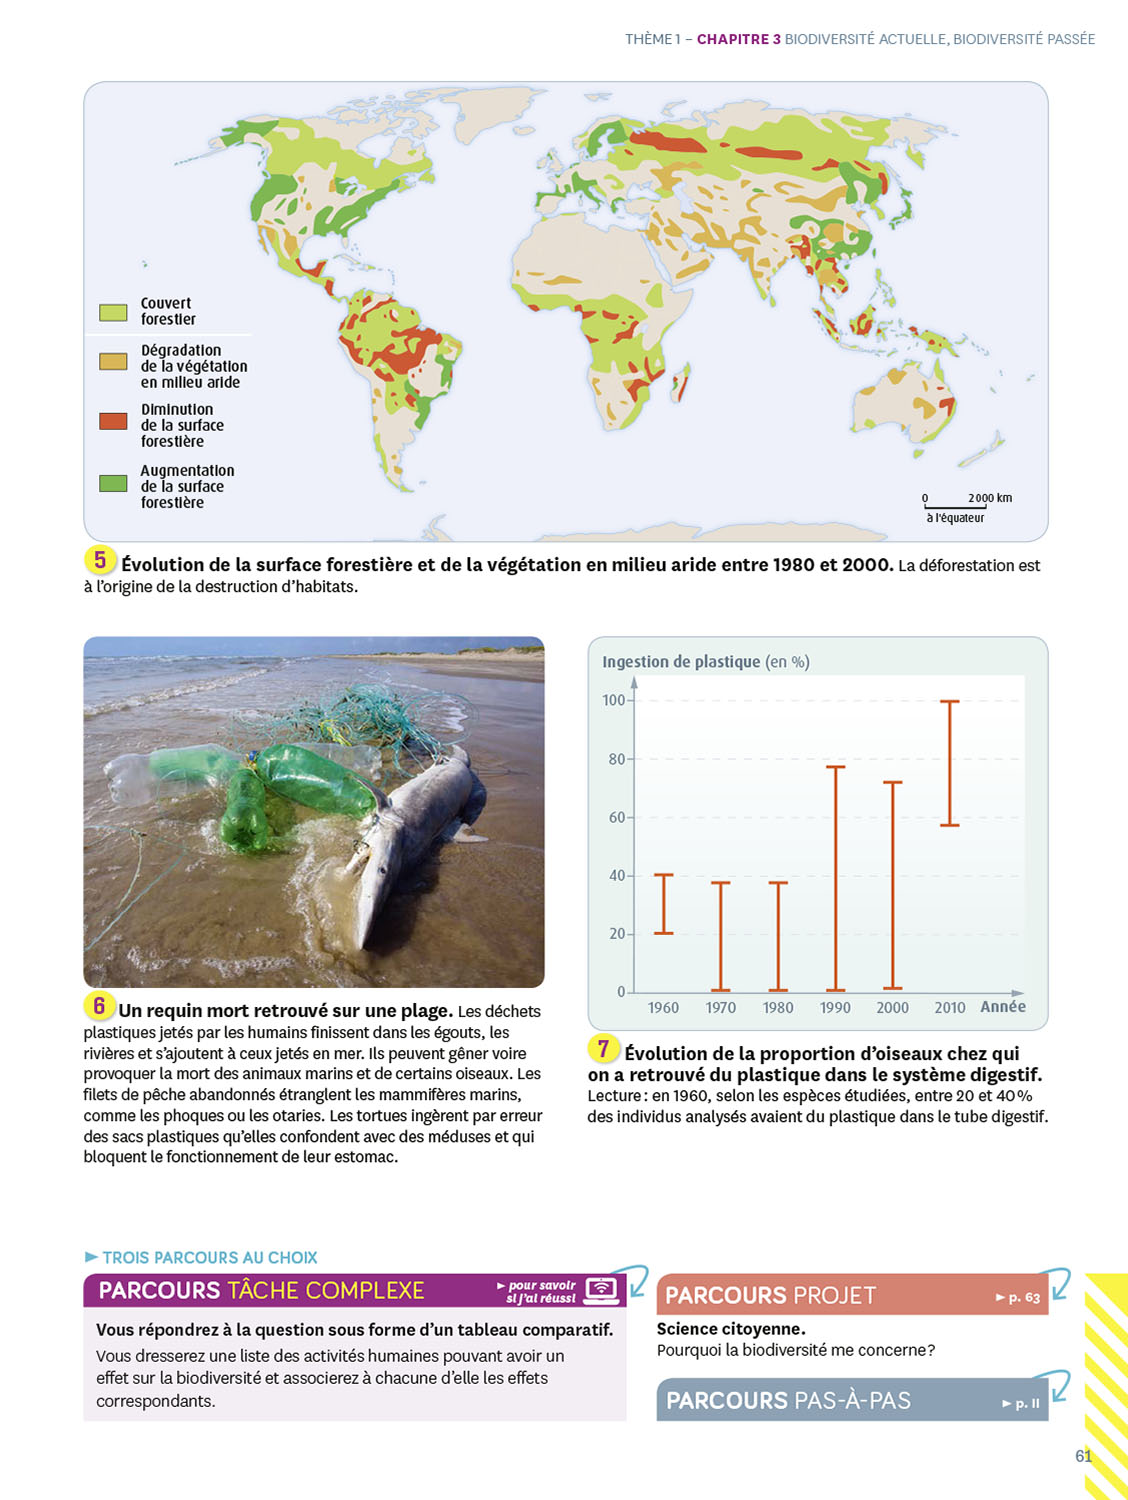 THÈME 1 – CHAPITRE 3 BIODIVERSITÉ ACTUELLE, BIODIVERSITÉ PASSÉE
Couvert
forestier
Dégradation
de la végétation
en milieu aride
Diminution
de la surface
forestière
Augmentation
de la surface
forestière
0 2 000 km
à l'équateur
5 Évolution de la surface forestière et de la végétation en milieu aride entre 1980 et 2000. La déforestation est
à l'origine de la destruction d'habitats.
6 Un requin mort retrouvé sur une plage. Les déchets
plastiques jetés par les humains finissent dans les égouts, les
rivières et s'ajoutent à ceux jetés en mer. Ils peuvent gêner voire
provoquer la mort des animaux marins et de certains oiseaux. Les
filets de pêche abandonnés étranglent les mammifères marins,
comme les phoques ou les otaries. Les tortues ingèrent par erreur
des sacs plastiques qu'elles confondent avec des méduses et qui
bloquent le fonctionnement de leur estomac.
Ingestion de plastique (en %)
100
80
60
40
20
0
1960 1970 1980 1990 2000 2010 Année
7 Évolution de la proportion d'oiseaux chez qui
on a retrouvé du plastique dans le système digestif.
Lecture : en 1960, selon les espèces étudiées, entre 20 et 40 %
des individus analysés avaient du plastique dans le tube digestif.
► TROIS PARCOURS AU CHOIX
PARCOURS TÂCHE COMPLEXE
► pour savoir
si j'ai réussi
Vous répondrez à la question sous forme d'un tableau comparatif.
Vous dresserez une liste des activités humaines pouvant avoir un
effet sur la biodiversité et associerez à chacune d'elle les effets
correspondants.
PARCOURS PROJET ► p. 63
Science citoyenne.
Pourquoi la biodiversité me concerne ?
PARCOURS PAS-À-PAS ► p. II
61